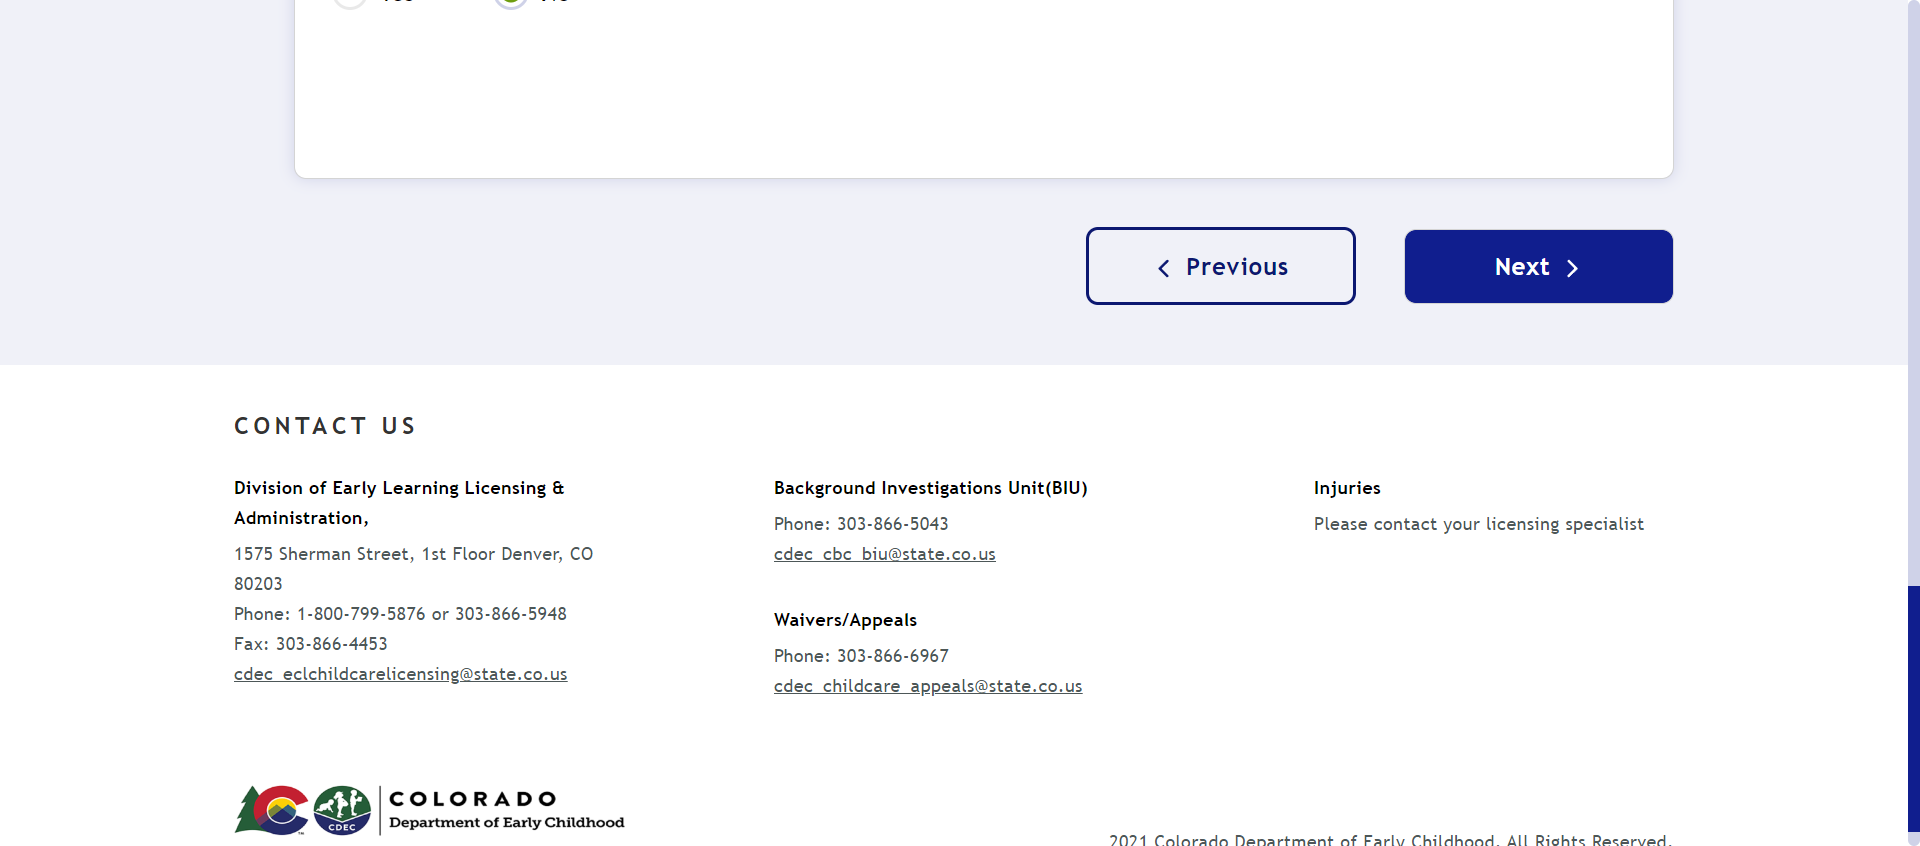 Previous
Next
CONTACT US
Division of Early Learning Licensing &
Administration,
1575 Sherman Street, 1st Floor Denver, CO
80203
Phone: 1-800-799-5876 or 303-866-5948
Fax: 303-866-4453
cdec_eclchildcarelicensing@state.co.us
Background Investigations Unit(BIU)
Phone: 303-866-5043
cdec_cbc_biu@state.co.us
Waivers/Appeals
Phone: 303-866-6967
cdec_childcare_appeals@state.co.us
Injuries
Please contact your licensing specialist
CDEC
COLORADO
Department of Early Childhood
2021 Colorado Department of Early Childhood. All Rights Reserved.